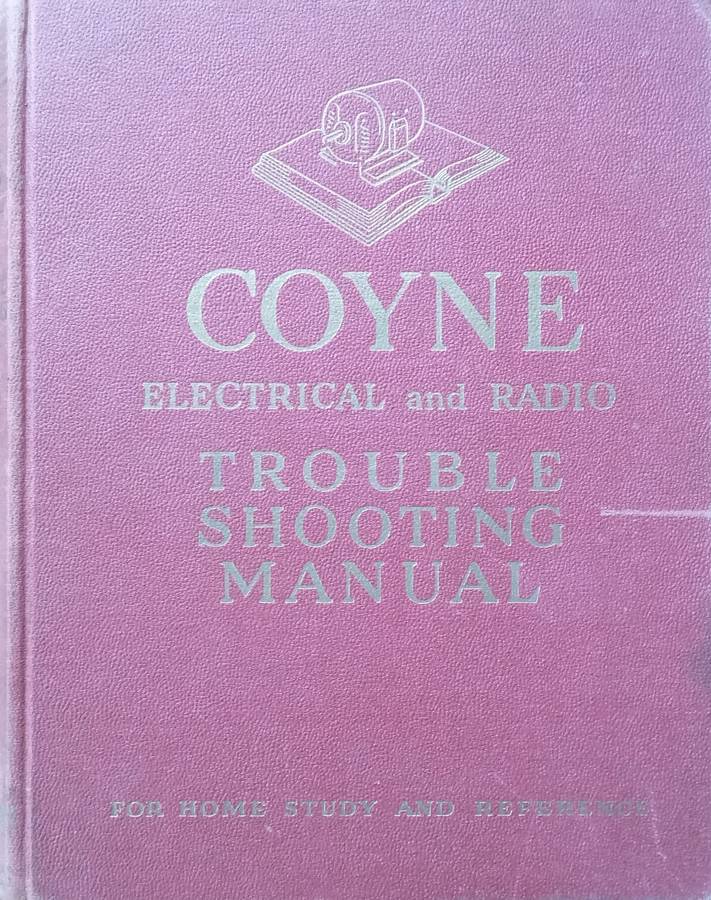 COYNE
ELECTRICAL and RADIO
TROUBLE
SHOOTING
MANUAL
FOR HOME STUDY AND REFERENCE